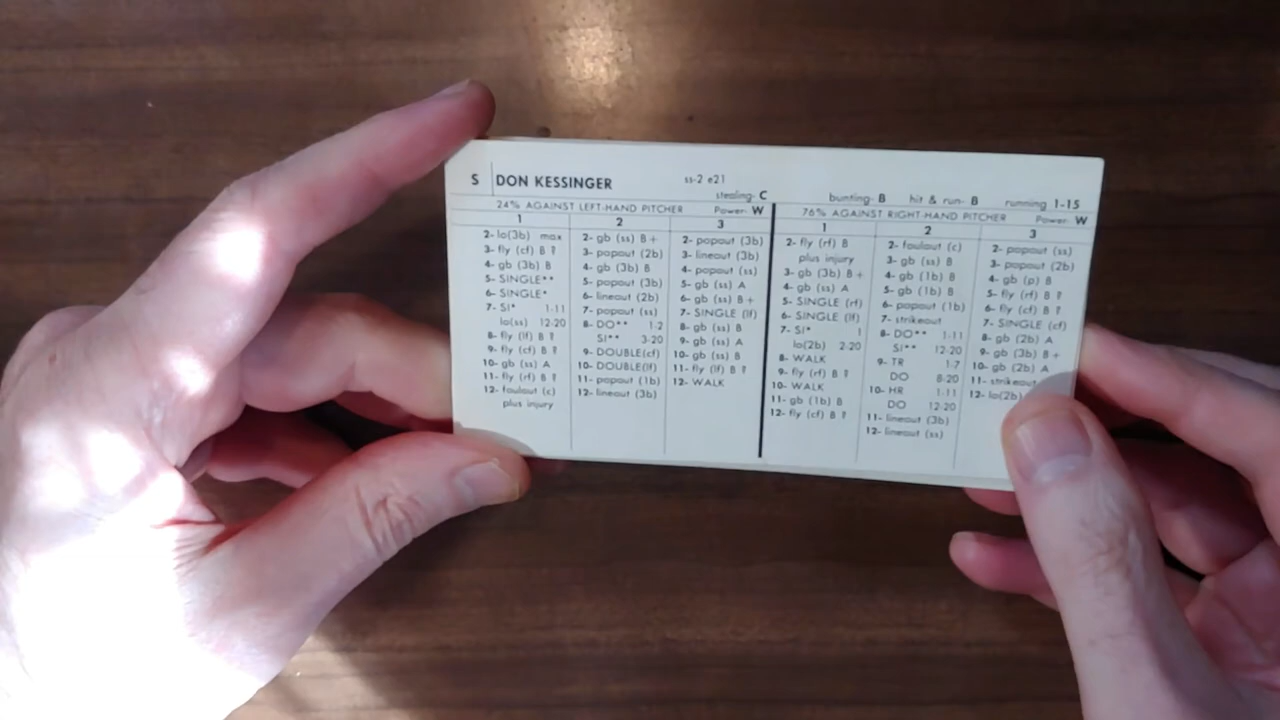 S DON KESSINGER ss-2 e21
stealing- C bunting- B hit & run- B running 1-15
24% AGAINST LEFT-HAND PITCHER Power- W
1
2- lo(3b) max
3- fly (cf) B ?
4- gb (3b) B
5- SINGLE**
6- SINGLE*
7- SI* 1-11
lo(ss) 12-20
8- fly (lf) B ?
9- fly (cf) B ?
10- gb (ss) A
11- fly (rf) B ?
12- foulout (c)
plus injury
2
2- gb (ss) B+
3- popout (2b)
4- gb (3b) B
5- popout (3b)
6- lineout (2b)
7- popout (ss)
8- DO** 1-2
SI** 3-20
9- DOUBLE(cf)
10- DOUBLE(lf)
11- popout (1b)
12- lineout (3b)
3
2- popout (3b)
3- lineout (3b)
4- popout (ss)
5- gb (ss) A
6- gb (ss) B+
7- SINGLE (lf)
8- gb (ss) B
9- gb (ss) A
10- gb (ss) B
11- fly (lf) B ?
12- WALK
76% AGAINST RIGHT-HAND PITCHER Power- W
1
2- fly (rf) B
plus injury
3- gb (3b) B+
4- gb (ss) A
5- SINGLE (rf)
6- SINGLE (lf)
7- SI* 1
lo(2b) 2-20
8- WALK
9- fly (rf) B ?
10- WALK
11- gb (1b) B
12- fly (cf) B ?
2
2- foulout (c)
3- gb (ss) B
4- gb (1b) B
5- gb (1b) B
6- popout (1b)
7- strikeout
8- DO** 1-11
SI** 12-20
9- TR 1-7
DO 8-20
10- HR 1-11
DO 12-20
11- lineout (3b)
12- lineout (ss)
3
2- popout (ss)
3- popout (2b)
4- gb (p) B
5- fly (rf) B ?
6- fly (cf) B ?
7- SINGLE (cf)
8- gb (2b) A
9- gb (3b) B+
10- gb (2b) A
11- strikeout
12- lo(2b)